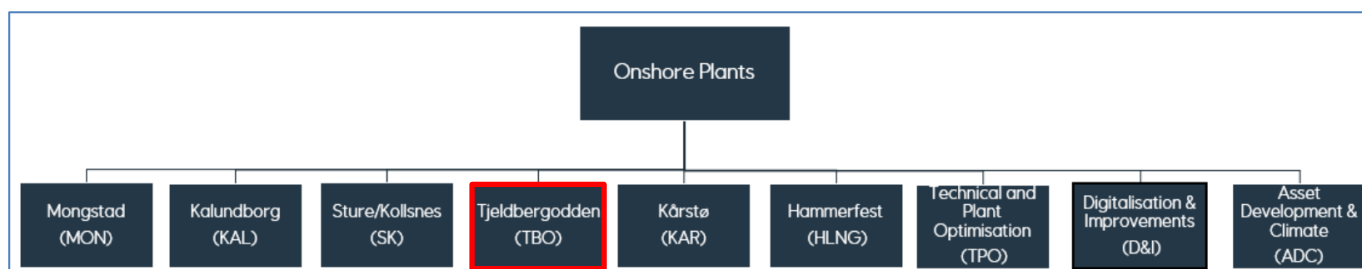 Onshore Plants
Mongstad
(MON)
Kalundborg
(KAL)
Sture/Kollsnes
(SK)
Tjeldbergodden
(TBO)
Kårstø
(KAR)
Hammerfest
(HLNG)
Technical and
Plant
Optimisation
(TPO)
Digitalisation &
Improvements
(D&I)
Asset
Development &
Climate
(ADC)